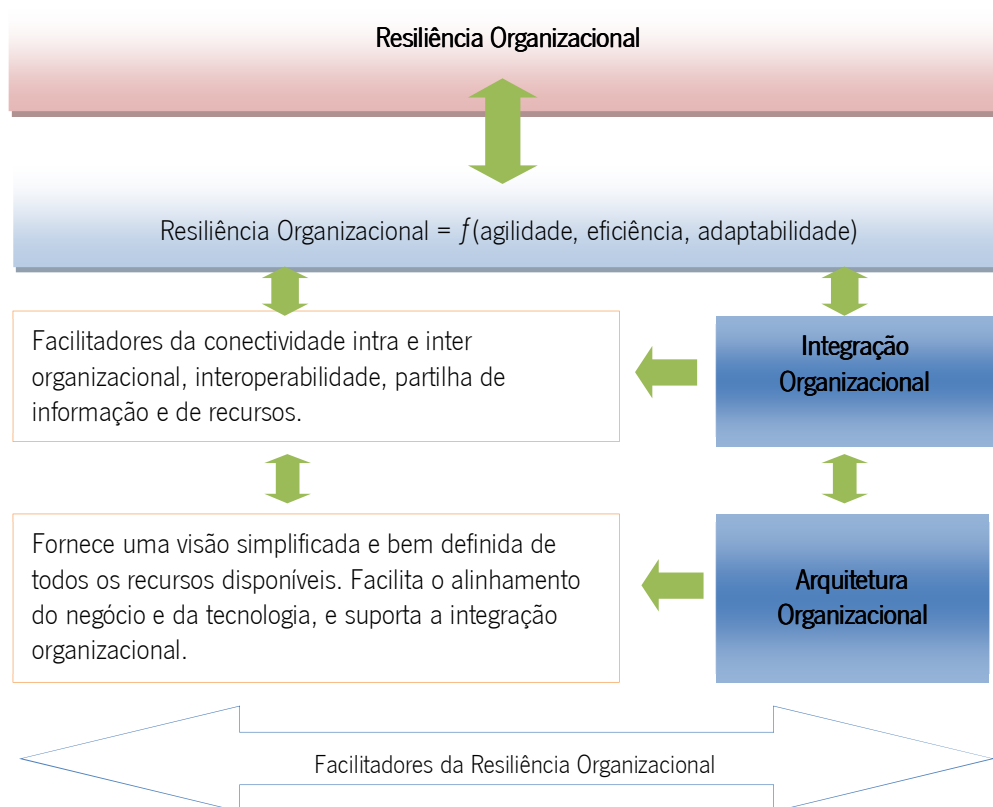 Resiliência Organizacional
Resiliência Organizacional = ƒ(agilidade, eficiência, adaptabilidade)
Facilitadores da conectividade intra e inter
organizacional, interoperabilidade, partilha de
informação e de recursos.
Integração
Organizacional
Fornece uma visão simplificada e bem definida de
todos os recursos disponíveis. Facilita o alinhamento
do negócio e da tecnologia, e suporta a integração
organizacional.
Arquitetura
Organizacional
Facilitadores da Resiliência Organizacional